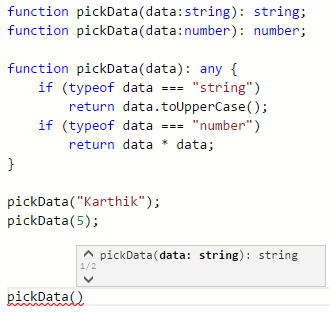 function pickData(data:string): string;
function pickData(data:number): number;
function pickData(data): any {
    if (typeof data === "string")
        return data.toUpperCase();
    if (typeof data === "number")
        return data * data;
}
pickData("Karthik");
pickData(5);
1/2 pickData(data: string): string
pickData()